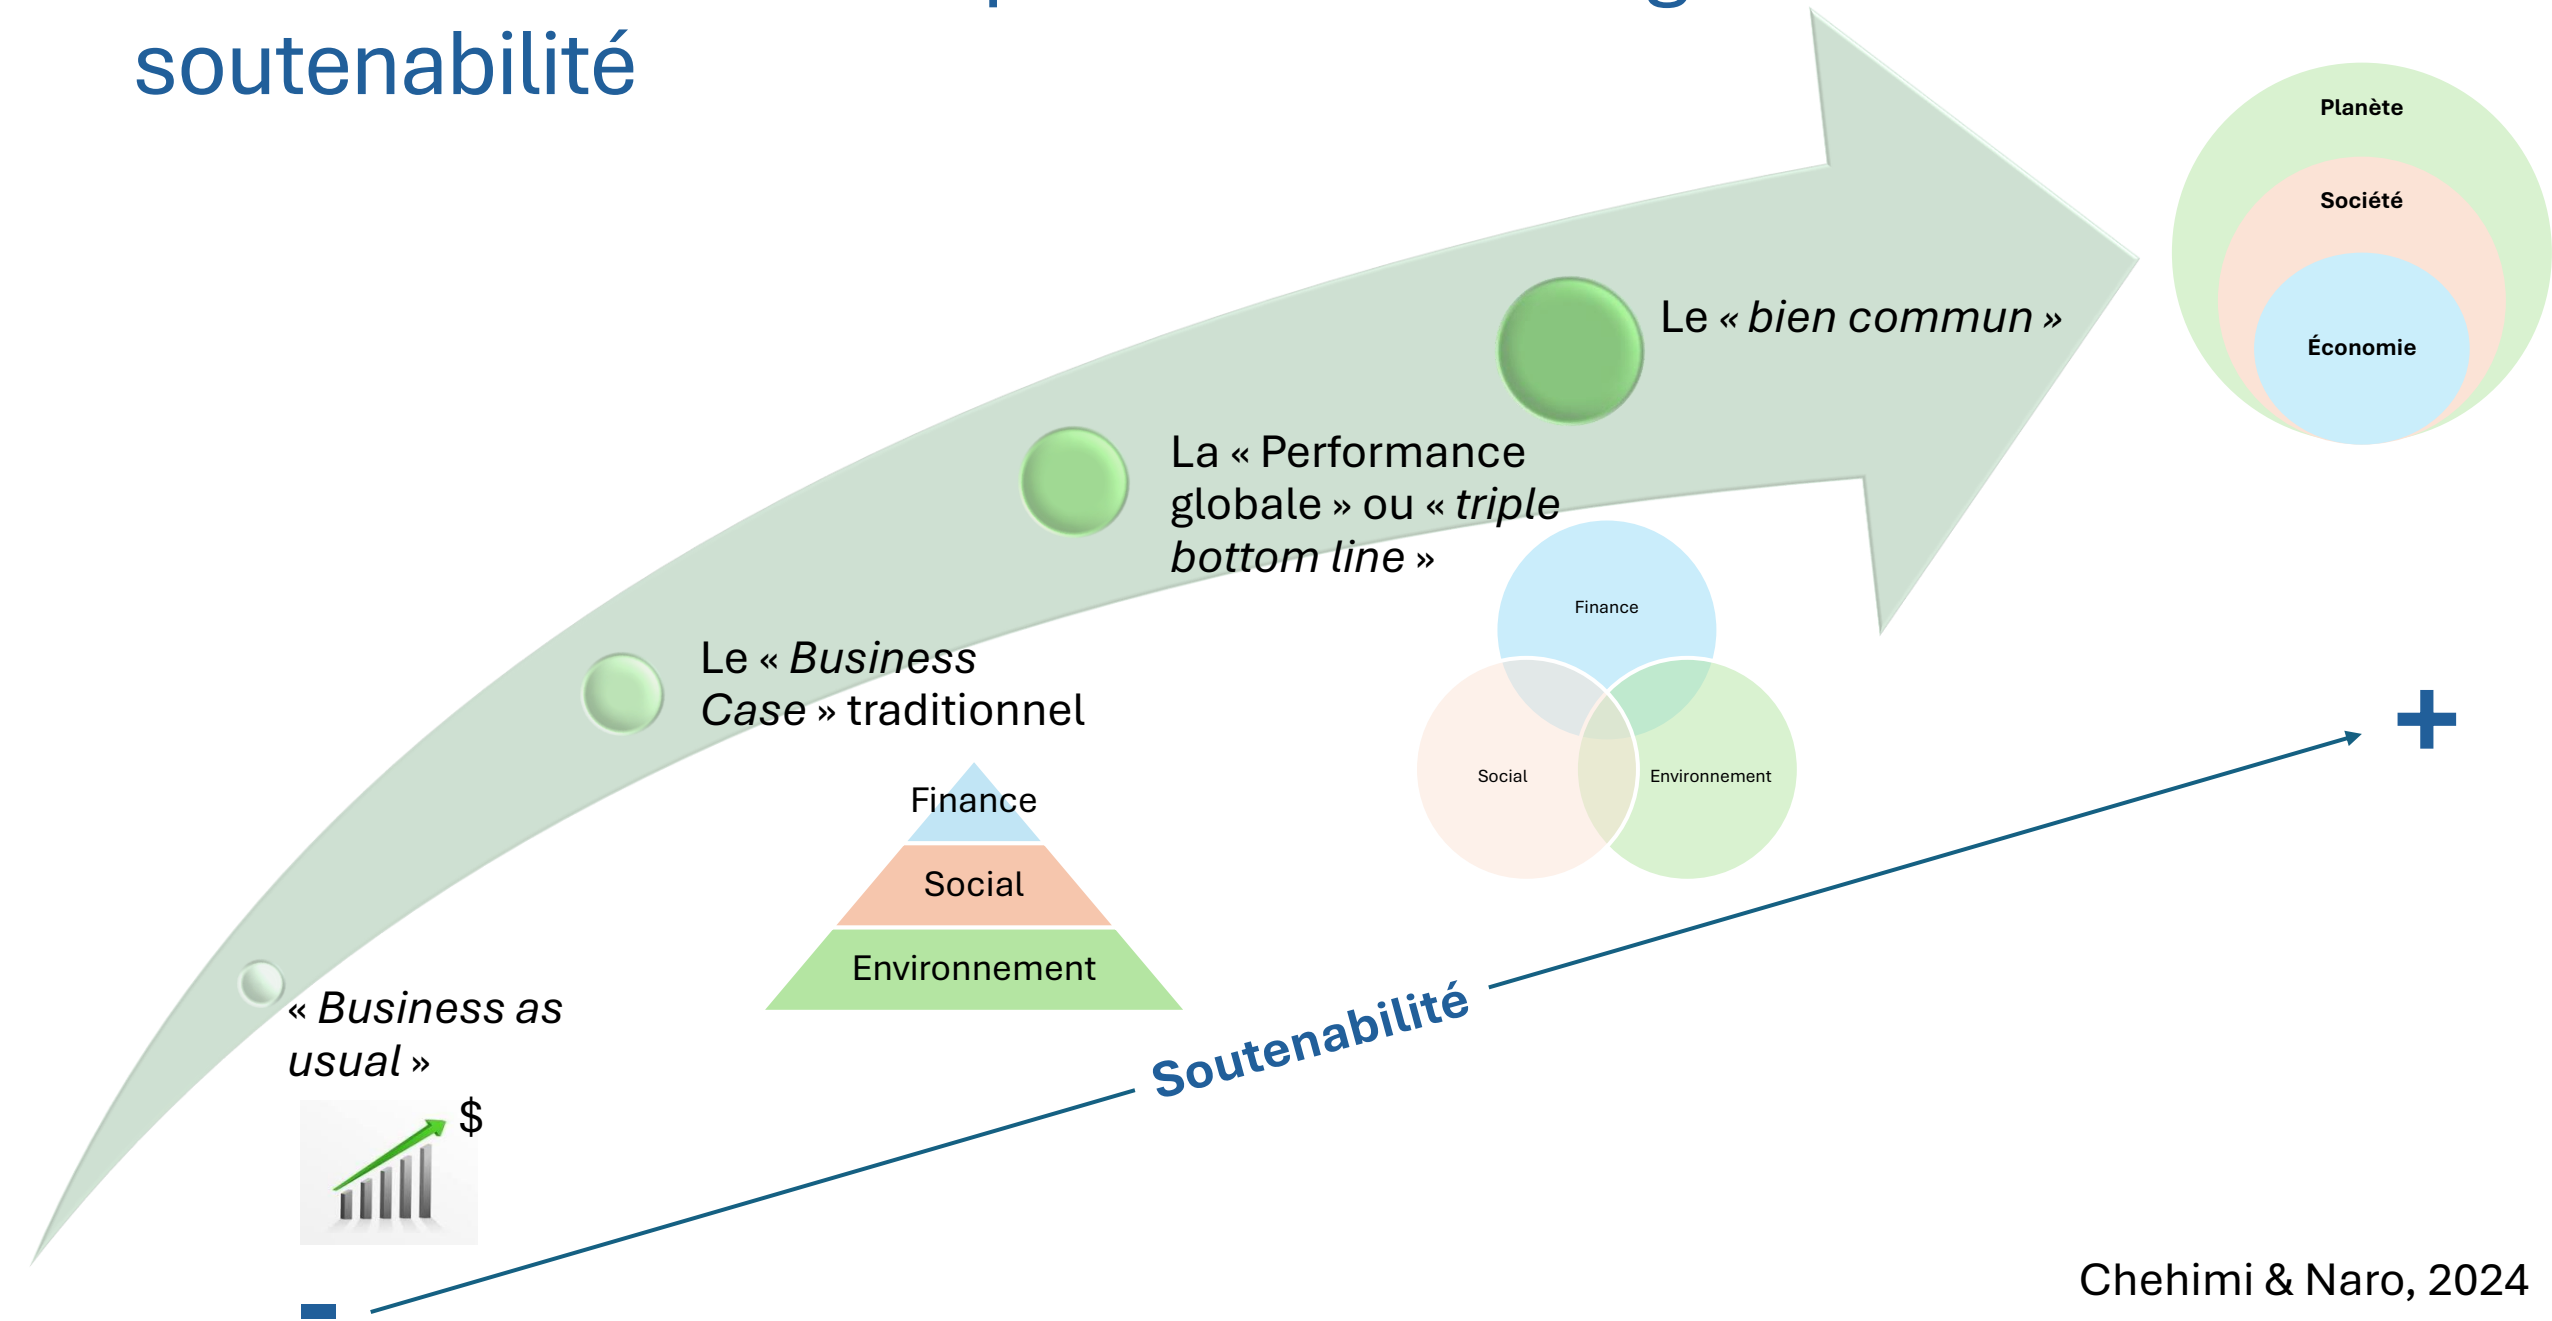 soutenabilité
Planète
Société
Économie
Le « bien commun »
La « Performance
globale » ou « triple
bottom line »
Finance
Social
Environnement
Le « Business
Case » traditionnel
Finance
Social
Environnement
« Business as
usual »
$
+
Soutenabilité
-
Chehimi & Naro, 2024